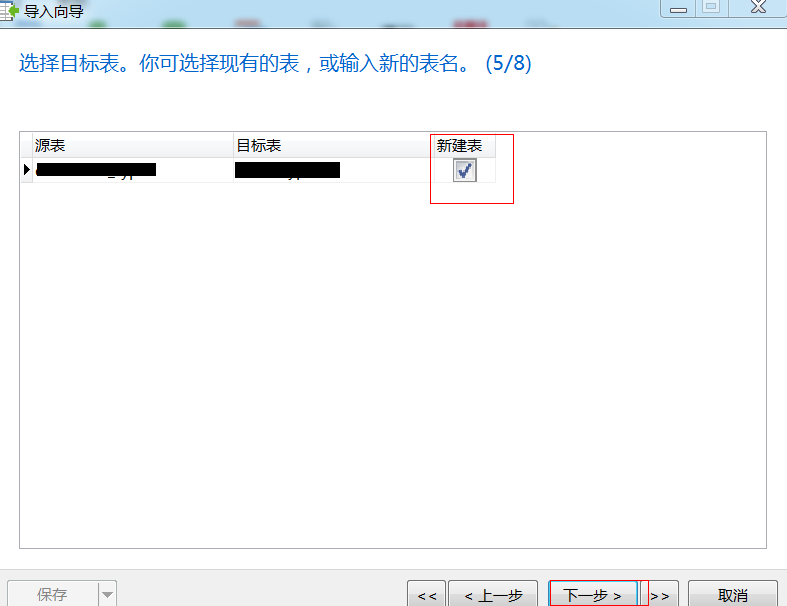 导入向导
选择目标表。你可选择现有的表，或输入新的表名。 (5/8)
源表 目标表 新建表
保存 << < 上一步 下一步 > >> 取消